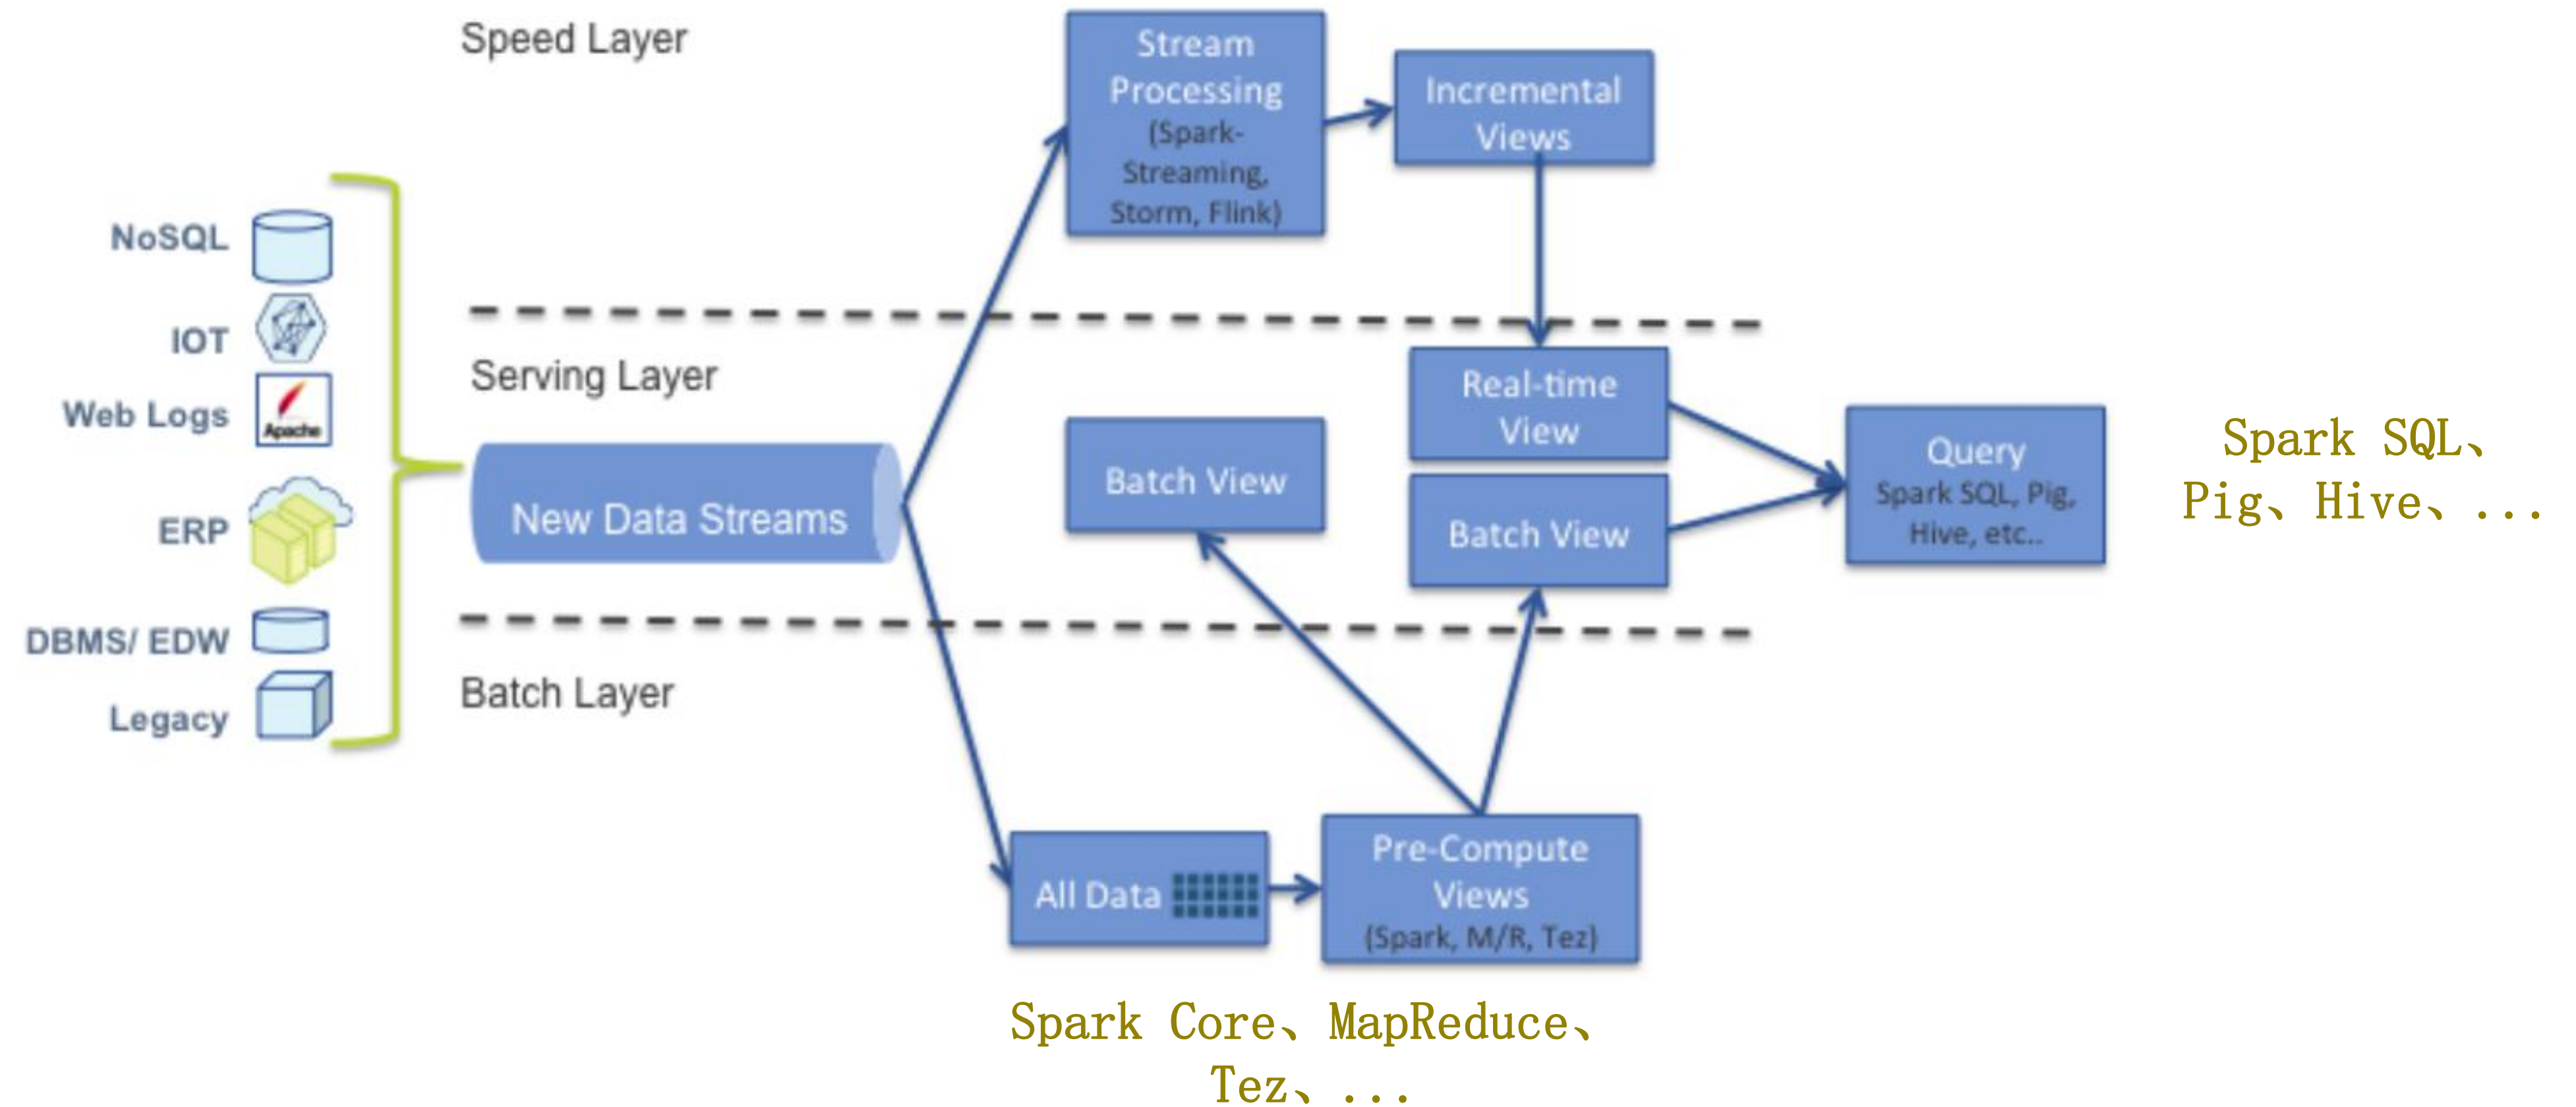 Speed Layer
Stream
Processing
(Spark-
Streaming,
Storm, Flink)
Incremental
Views
NoSQL
IOT
Web Logs
Apache
ERP
DBMS/ EDW
Legacy
Serving Layer
New Data Streams
Batch View
Real-time
View
Batch View
Query
Spark SQL, Pig,
Hive, etc..
Spark SQL、
Pig、Hive、...
Batch Layer
All Data
Pre-Compute
Views
(Spark, M/R, Tez)
Spark Core、MapReduce、
Tez、...